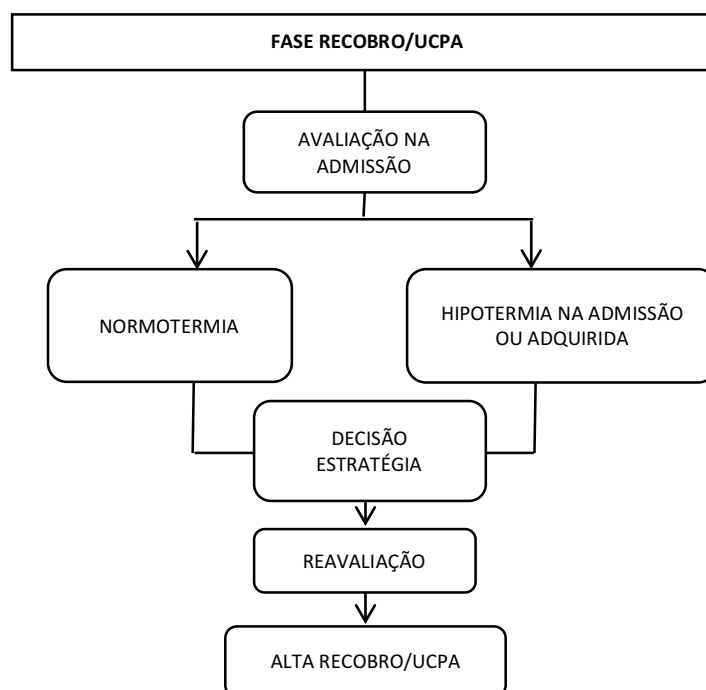 FASE RECOBRO/UCPA
AVALIAÇÃO NA
ADMISSÃO
NORMOTERMIA
HIPOTERMIA NA ADMISSÃO
OU ADQUIRIDA
DECISÃO
ESTRATÉGIA
REAVALIAÇÃO
ALTA RECOBRO/UCPA